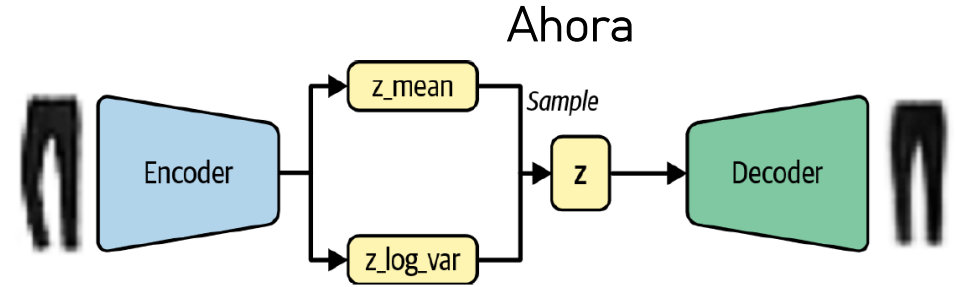 Ahora
z_mean
Sample
Encoder
z
Decoder
z_log_var